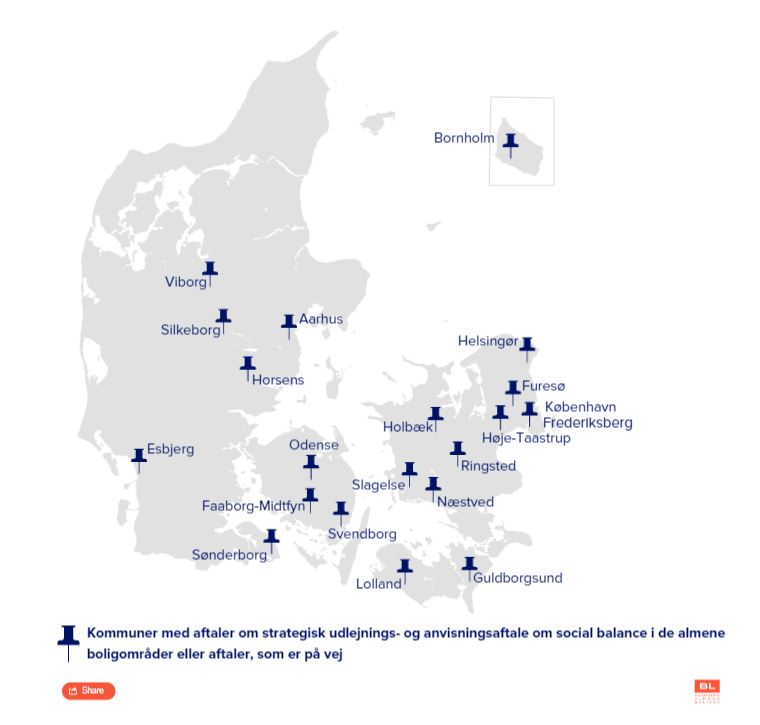 Bornholm
Viborg
Silkeborg
Aarhus
Horsens
Helsingør
Furesø
København
Frederiksberg
Høje-Taastrup
Holbæk
Ringsted
Slagelse
Næstved
Esbjerg
Odense
Faaborg-Midtfyn
Svendborg
Sønderborg
Lolland
Guldborgsund
Kommuner med aftaler om strategisk udlejnings- og anvisningsaftale om social balance i de almene
boligområder eller aftaler, som er på vej
Share
BL